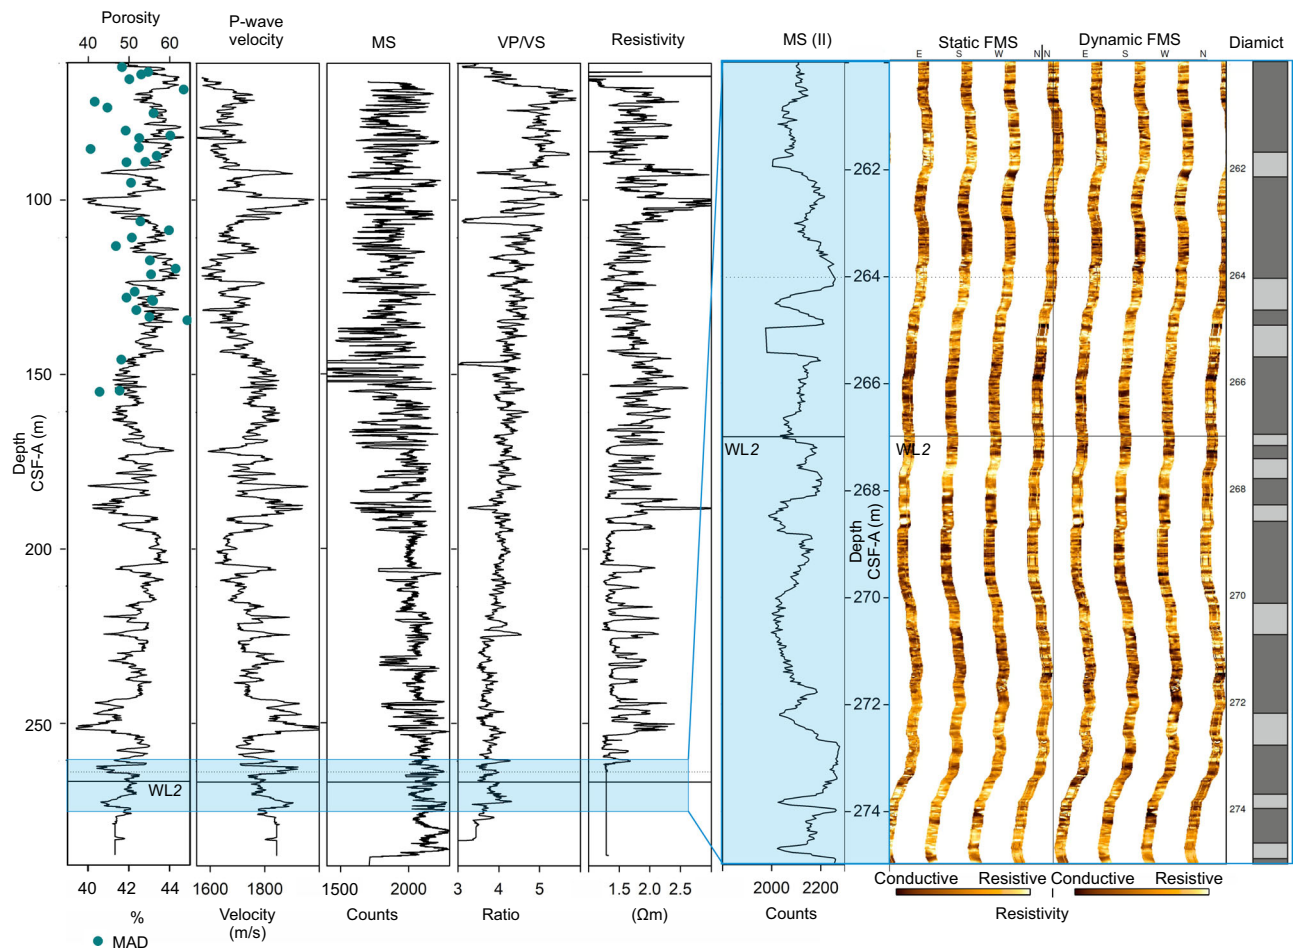 Porosity
P-wave
velocity
MS
VP/VS
Resistivity
MS (II)
Static FMS
Dynamic FMS
Diamict
40 50 60
E S W N N E S W N
100
150
200
250
Depth
CSF-A (m)
WL2
262
264
266
268
270
272
274
Depth
CSF-A (m)
WL2
WL2
262
264
266
268
270
272
274
40 42 44
1600 1800
1500 2000
3 4 5
1.5 2.0 2.5
2000 2200
%
Velocity
(m/s)
Counts
Ratio
(Ωm)
Counts
Conductive Resistive
Conductive Resistive
Resistivity
MAD